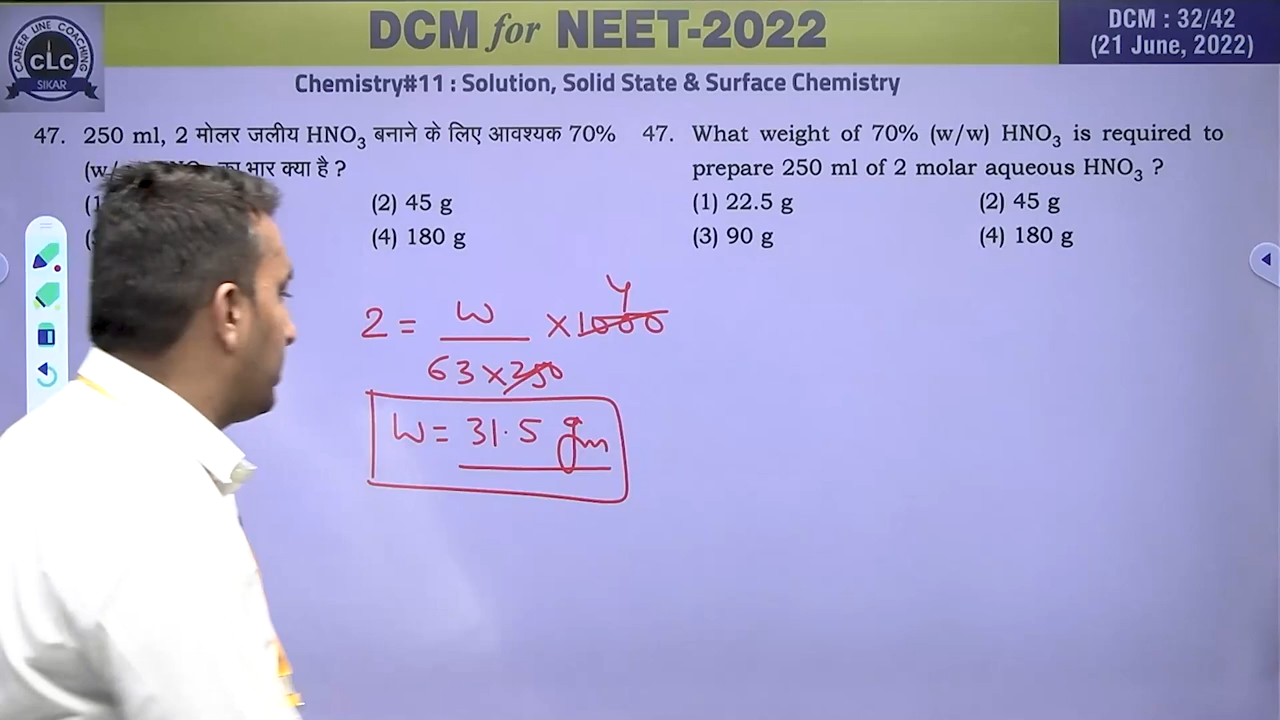 CAREER LINE COACHING
CLC
SIKAR
DCM for NEET-2022
DCM : 32/42
(21 June, 2022)
Chemistry#11 : Solution, Solid State & Surface Chemistry
47. 250 ml, 2 मोलर जलीय HNO₃ बनाने के लिए आवश्यक 70%
(w/ का भार क्या है ?
(2) 45 g
(4) 180 g
47. What weight of 70% (w/w) HNO₃ is required to
prepare 250 ml of 2 molar aqueous HNO₃ ?
(1) 22.5 g (2) 45 g
(3) 90 g (4) 180 g
4
2 = w × 1000
63 × 250
W = 31.5 gm